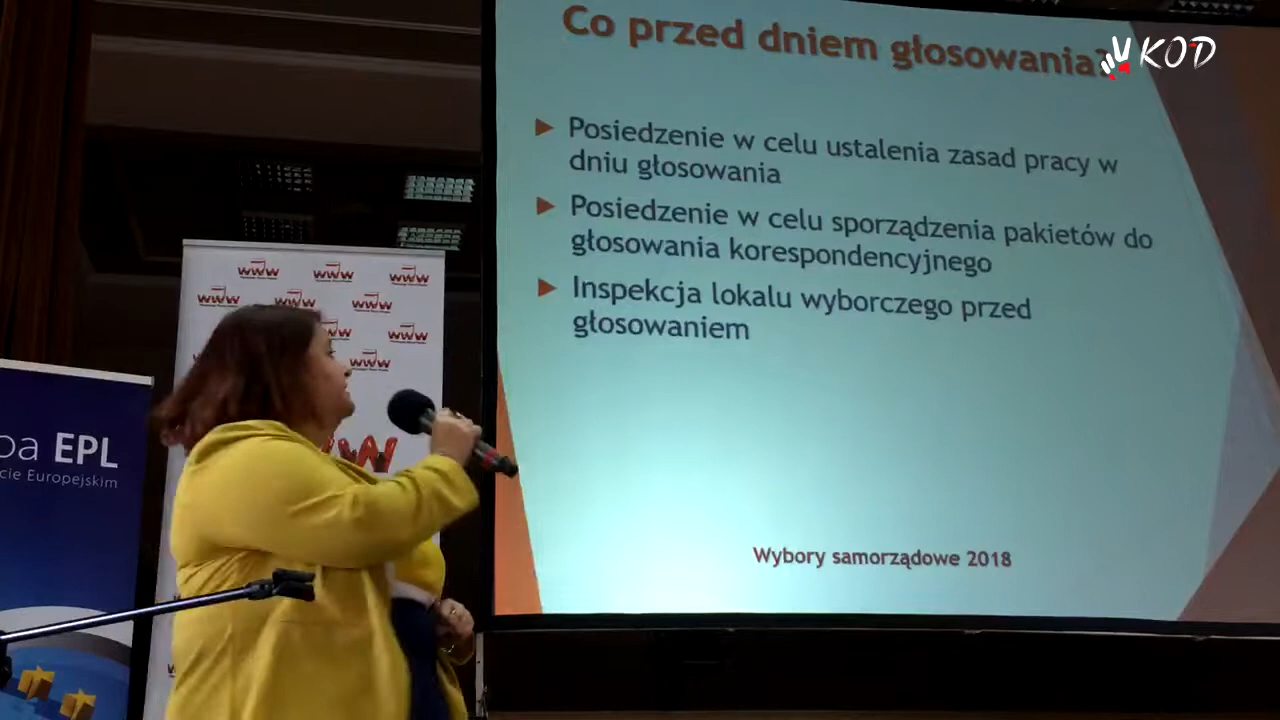 Co przed dniem głosowania?
KOD
► Posiedzenie w celu ustalenia zasad pracy w
dniu głosowania
► Posiedzenie w celu sporządzenia pakietów do
głosowania korespondencyjnego
► Inspekcja lokalu wyborczego przed
głosowaniem
Wybory samorządowe 2018
www www www
www www www
www www
www
EPL
Europejskim